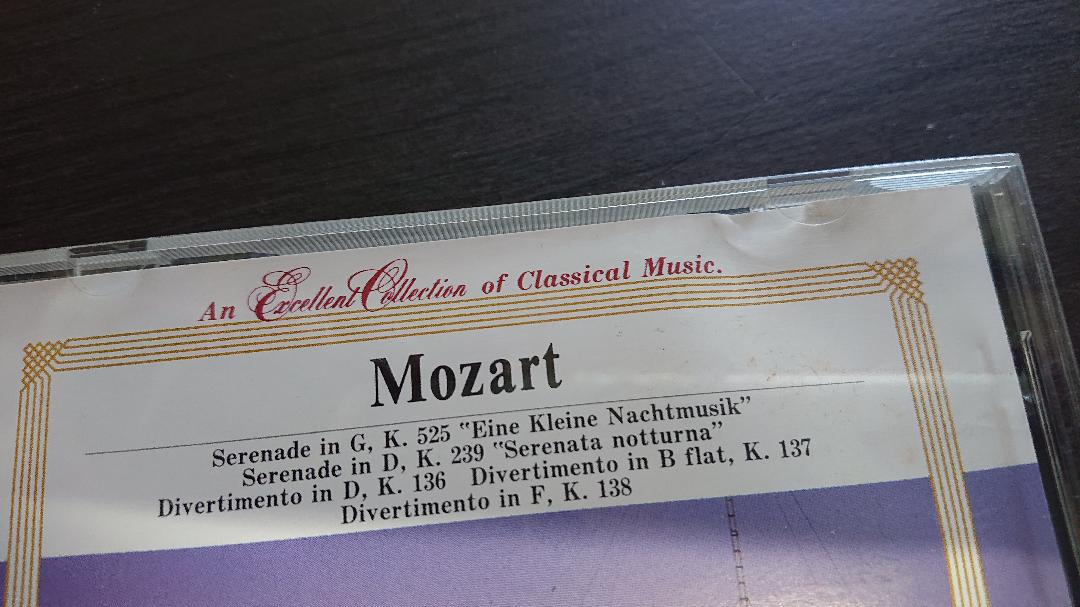 An Excellent Collection of Classical Music.
Mozart
Serenade in G, K. 525 "Eine Kleine Nachtmusik"
Serenade in D, K. 239 "Serenata notturna"
Divertimento in D, K. 136 Divertimento in B flat, K. 137
Divertimento in F, K. 138